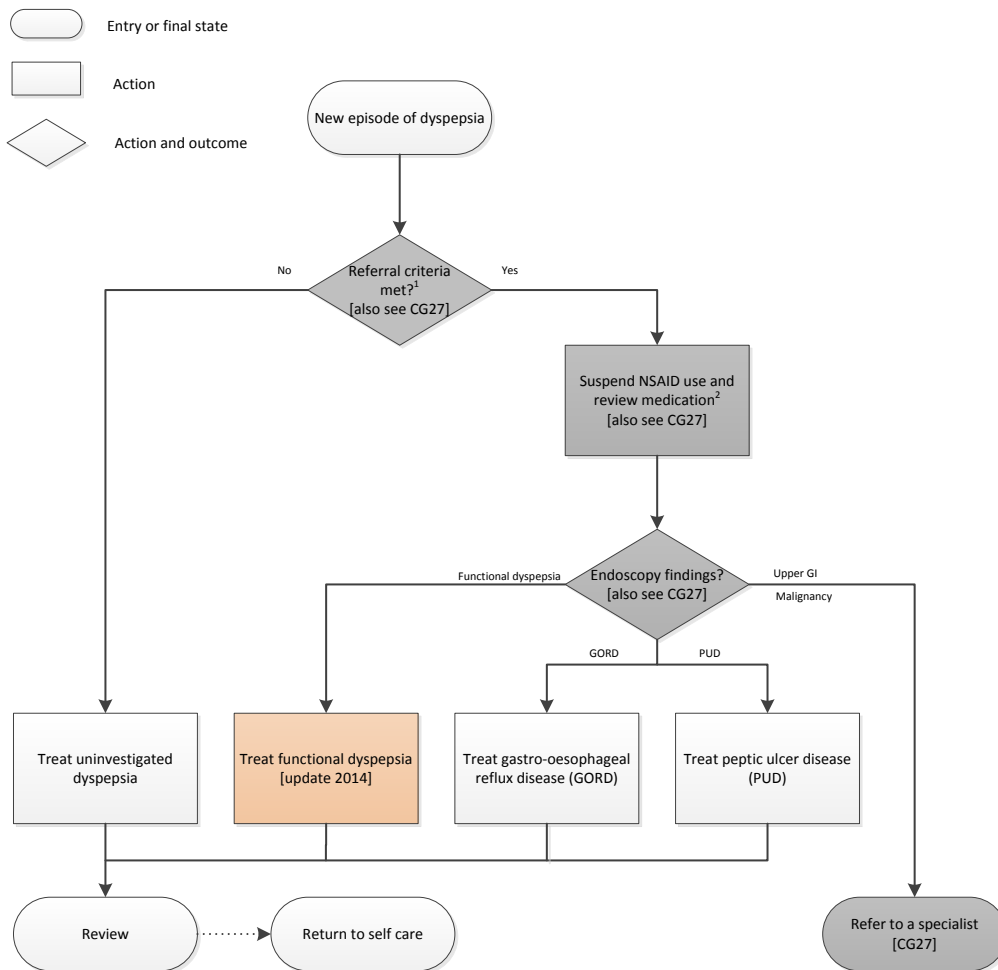 Entry or final state
Action
Action and outcome
New episode of dyspepsia
No
Referral criteria
met?1
[also see CG27]
Yes
Suspend NSAID use and
review medication2
[also see CG27]
Functional dyspepsia
Endoscopy findings?
[also see CG27]
Upper GI
Malignancy
GORD
PUD
Treat uninvestigated
dyspepsia
Treat functional dyspepsia
[update 2014]
Treat gastro-oesophageal
reflux disease (GORD)
Treat peptic ulcer disease
(PUD)
Review
Return to self care
Refer to a specialist
[CG27]